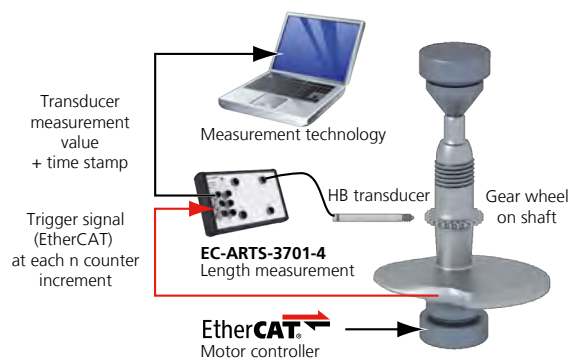 Transducer
measurement
value
+ time stamp
Measurement technology
Trigger signal
(EtherCAT)
at each n counter
increment
EC-ARTS-3701-4
Length measurement
HB transducer
Gear wheel
on shaft
EtherCAT®
Motor controller